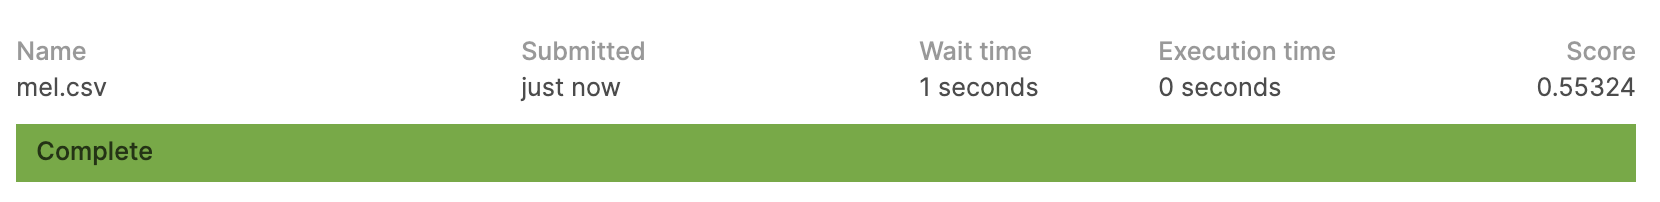 Name Submitted Wait time Execution time Score
mel.csv just now 1 seconds 0 seconds 0.55324
Complete